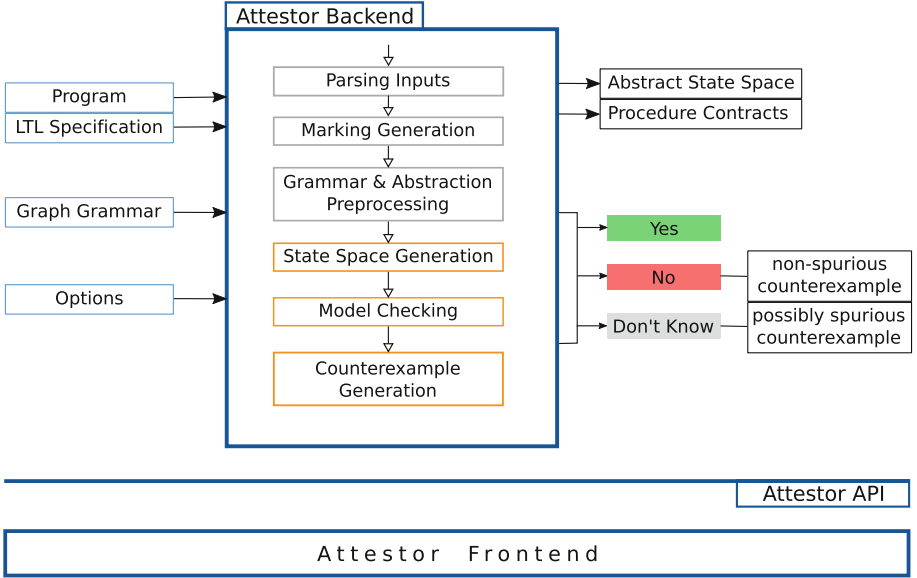 Attestor Backend
Program
LTL Specification
Graph Grammar
Options
Parsing Inputs
Marking Generation
Grammar & Abstraction
Preprocessing
State Space Generation
Model Checking
Counterexample
Generation
Abstract State Space
Procedure Contracts
Yes
No
non-spurious
counterexample
Don't Know
possibly spurious
counterexample
Attestor API
Attestor Frontend